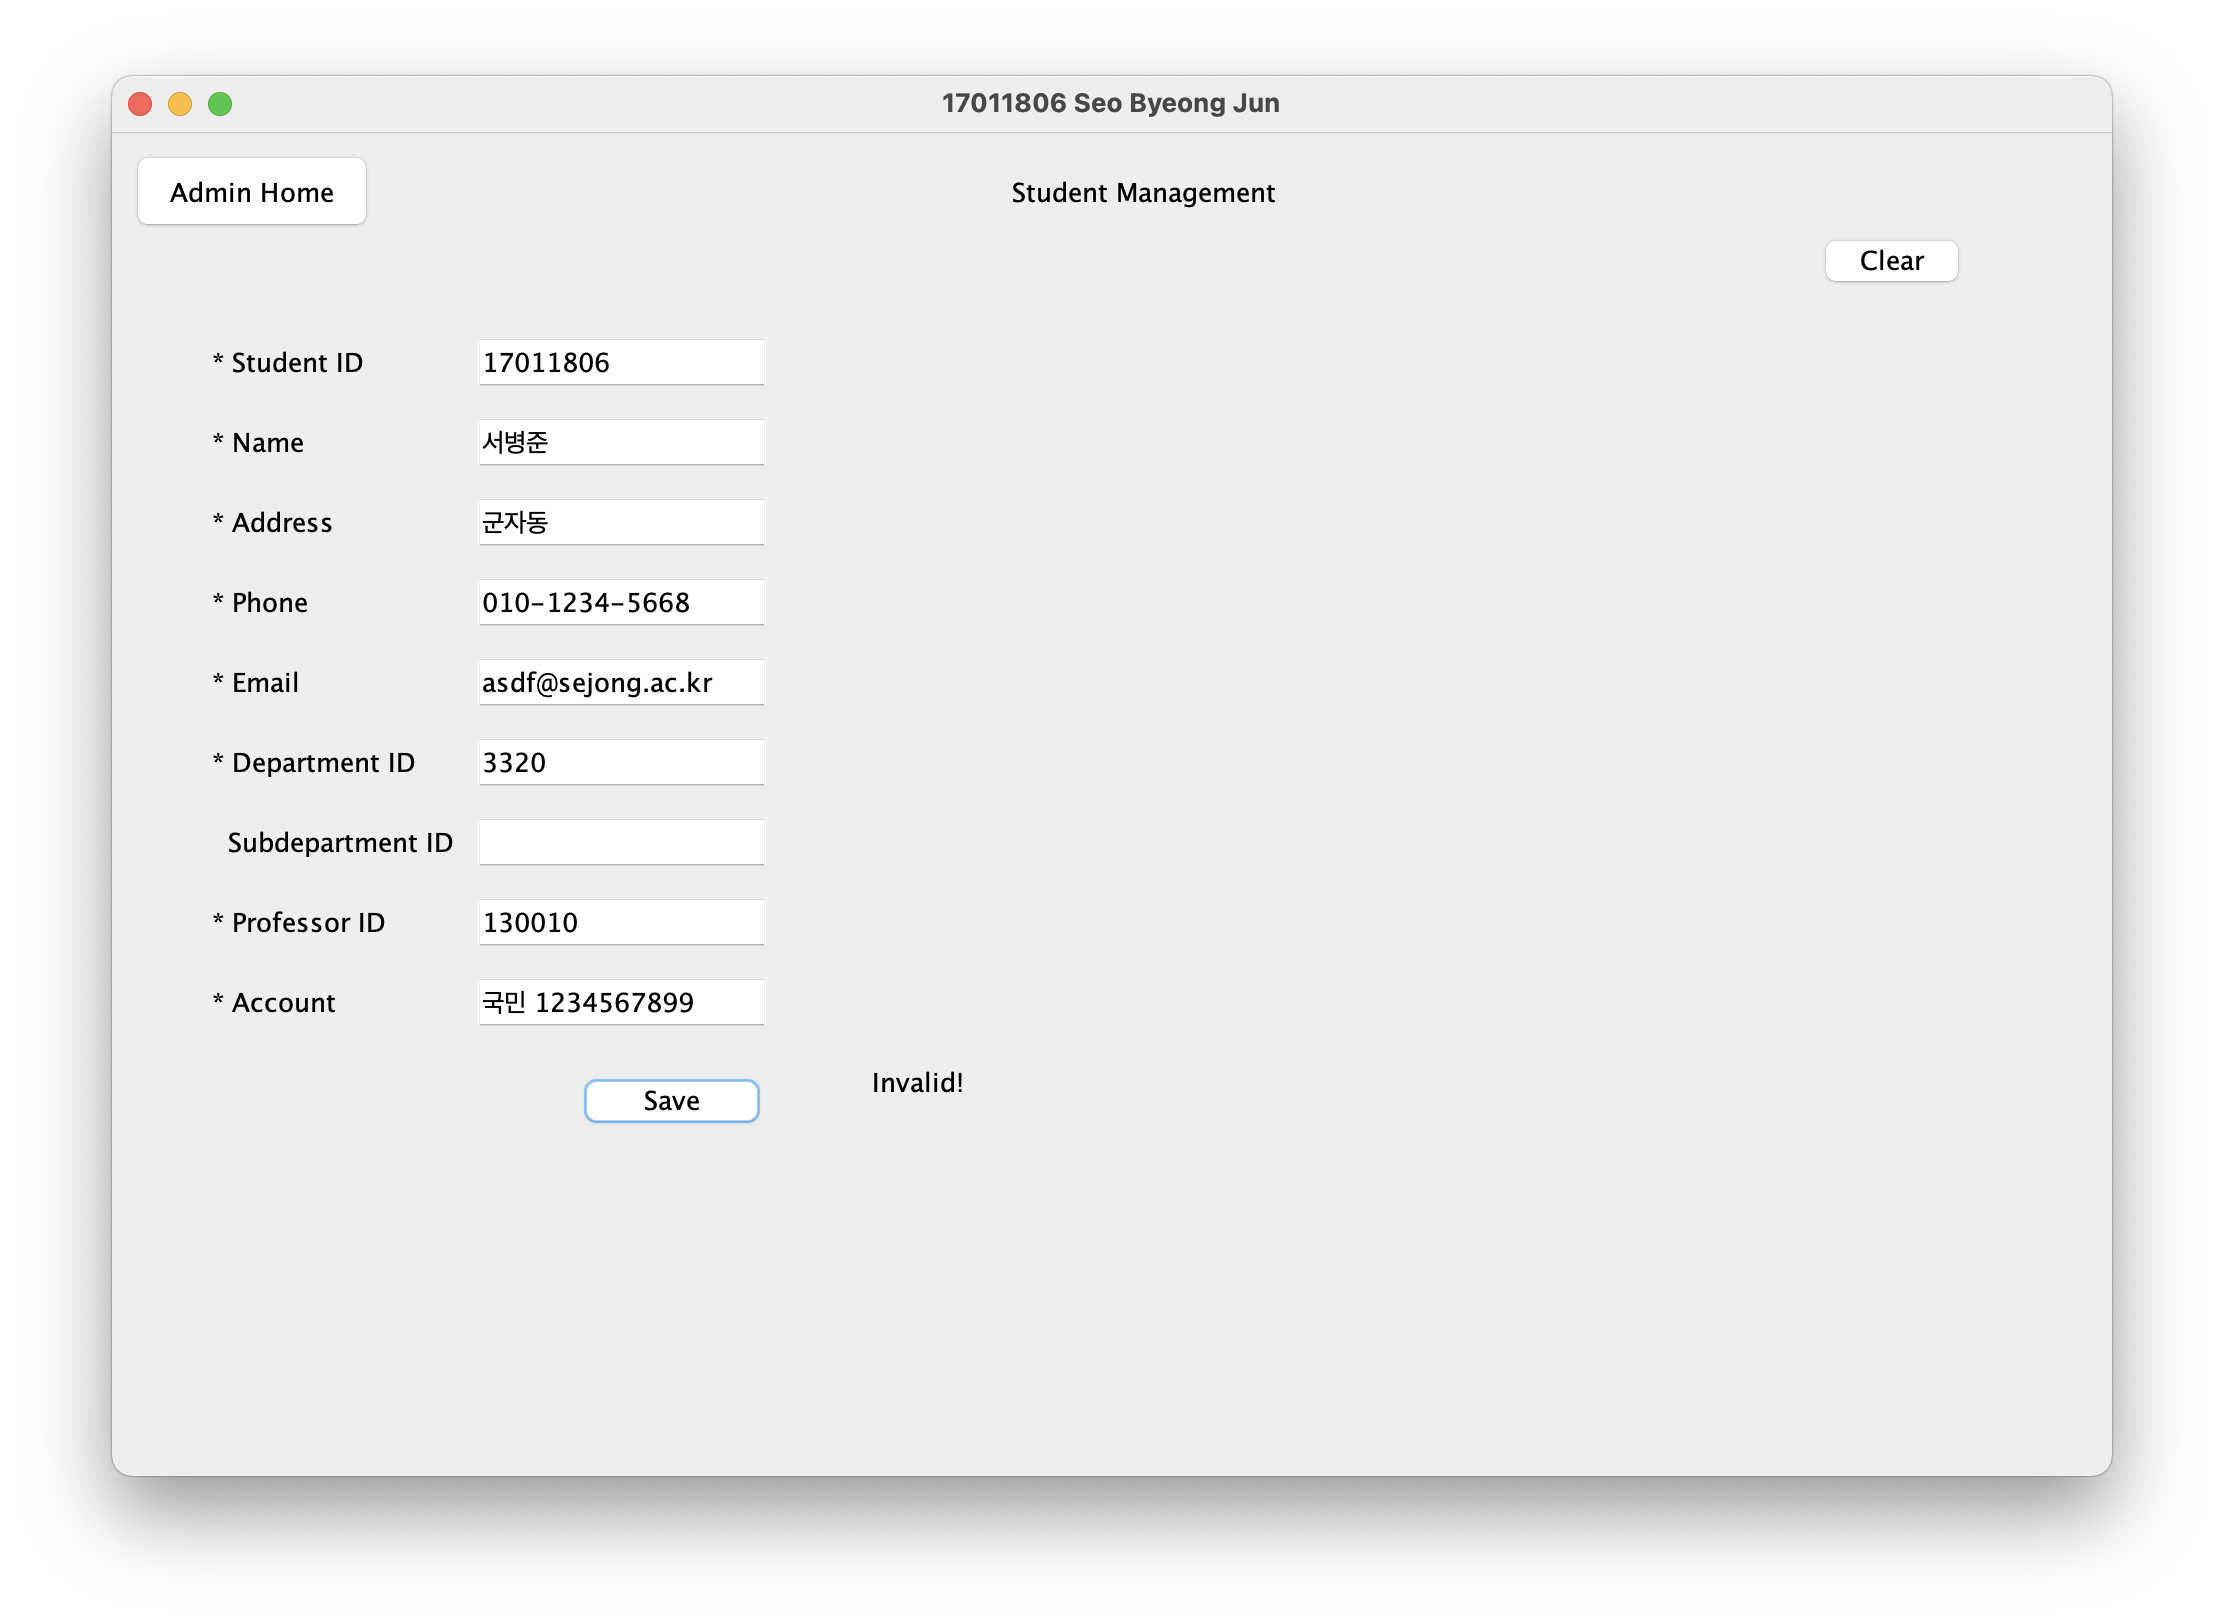 17011806 Seo Byeong Jun
Admin Home
Student Management
Clear
* Student ID 17011806
* Name 서병준
* Address 군자동
* Phone 010-1234-5668
* Email asdf@sejong.ac.kr
* Department ID 3320
Subdepartment ID
* Professor ID 130010
* Account 국민 1234567899
Save
Invalid!